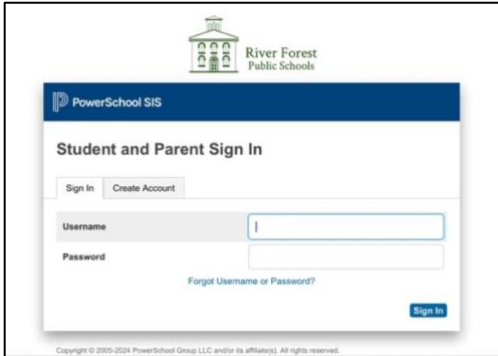 River Forest
Public Schools
PowerSchool SIS
Student and Parent Sign In
Sign In Create Account
Username
Password
Forgot Username or Password?
Sign In
Copyright © 2005-2024 PowerSchool Group LLC and/or its affiliate(s). All rights reserved.